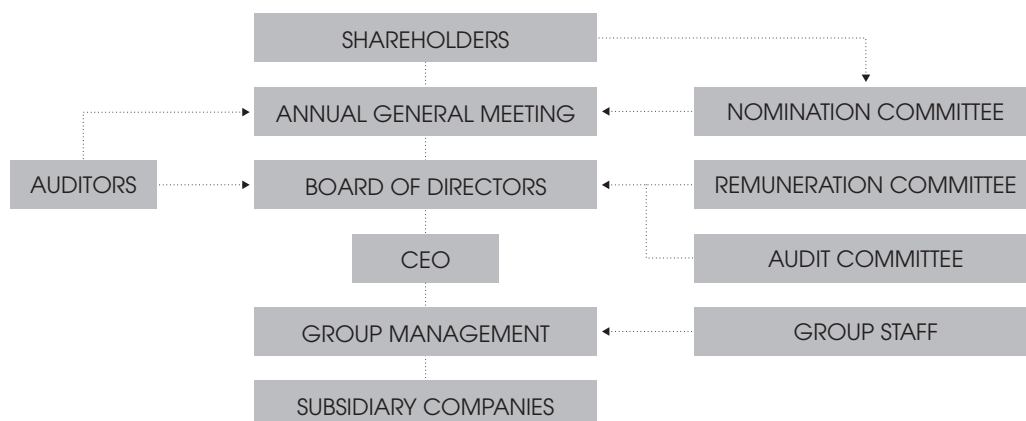 SHAREHOLDERS
ANNUAL GENERAL MEETING
NOMINATION COMMITTEE
AUDITORS
BOARD OF DIRECTORS
REMUNERATION COMMITTEE
CEO
AUDIT COMMITTEE
GROUP MANAGEMENT
GROUP STAFF
SUBSIDIARY COMPANIES